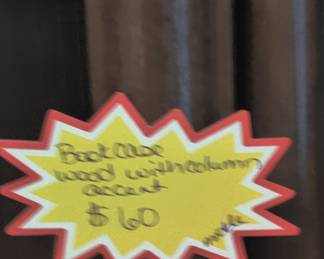 Bookcase
wood with column
accent
$60